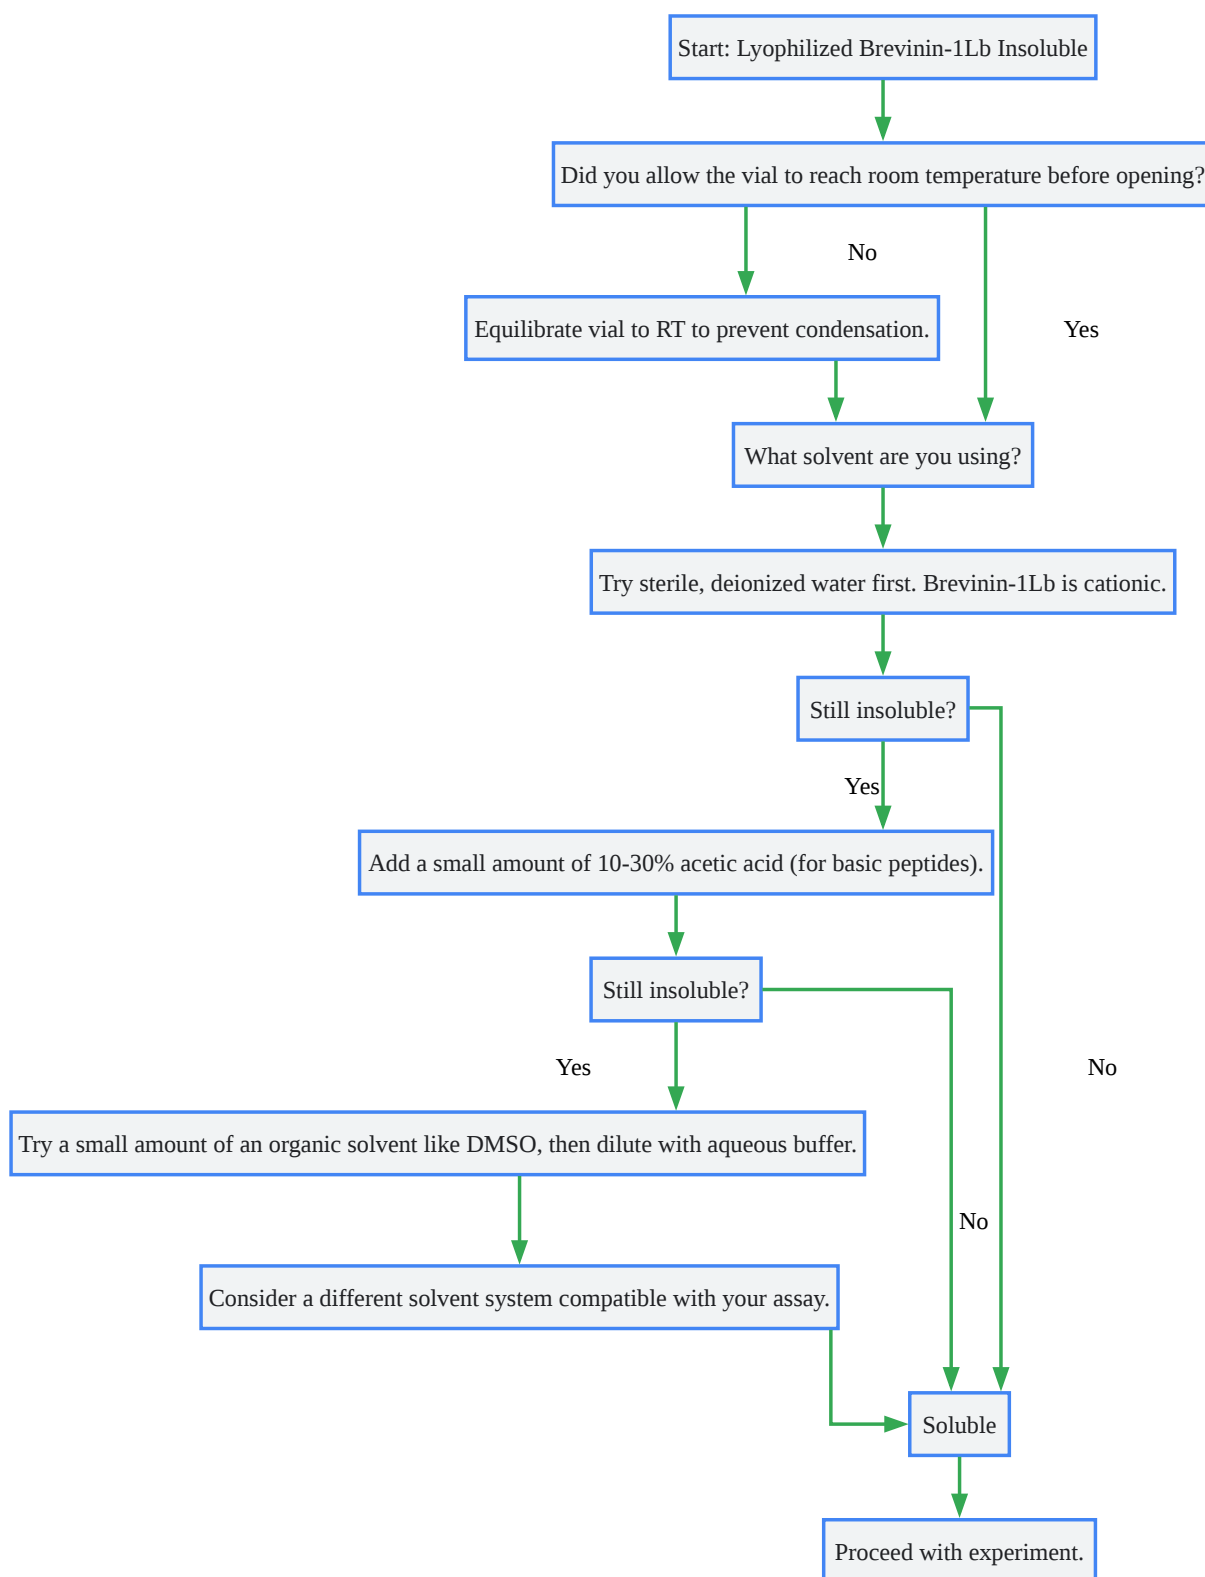 Start: Lyophilized Brevinin-1Lb Insoluble
Did you allow the vial to reach room temperature before opening?
No
Equilibrate vial to RT to prevent condensation.
Yes
What solvent are you using?
Try sterile, deionized water first. Brevinin-1Lb is cationic.
Still insoluble?
Yes
Add a small amount of 10-30% acetic acid (for basic peptides).
Still insoluble?
Yes
No
Try a small amount of an organic solvent like DMSO, then dilute with aqueous buffer.
No
Consider a different solvent system compatible with your assay.
Soluble
Proceed with experiment.